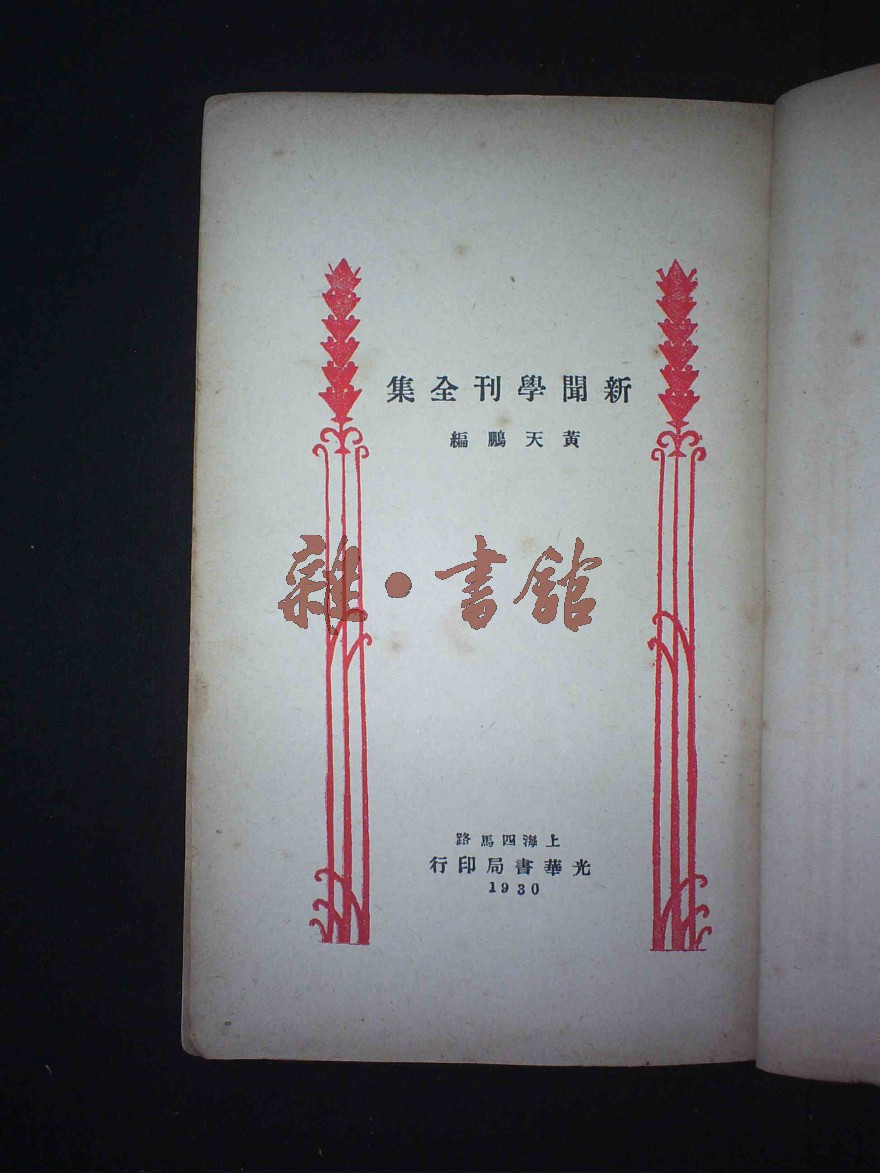 新聞學刊全集
黃天鵬編
雜•書館
上海四馬路
光華書局印行
1930